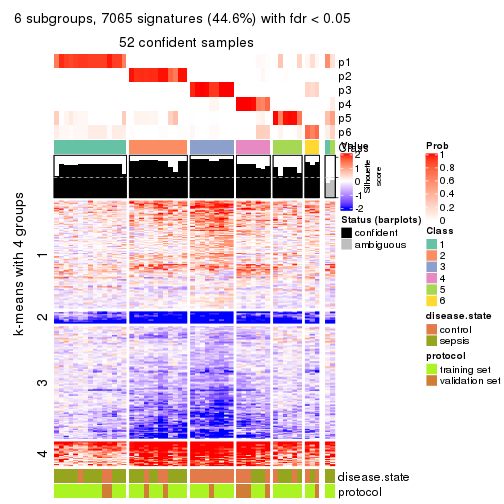 6 subgroups, 7065 signatures (44.6%) with fdr < 0.05
52 confident samples
p1
p2
p3
p4
p5
p6
Class
Silhouette
score
k-means with 4 groups
1
2
3
4
disease.state
protocol
Value
2
1
0
-1
-2
Status (barplots)
confident
ambiguous
Prob
1
0.8
0.6
0.4
0.2
0
Class
1
2
3
4
5
6
disease.state
control
sepsis
protocol
training set
validation set